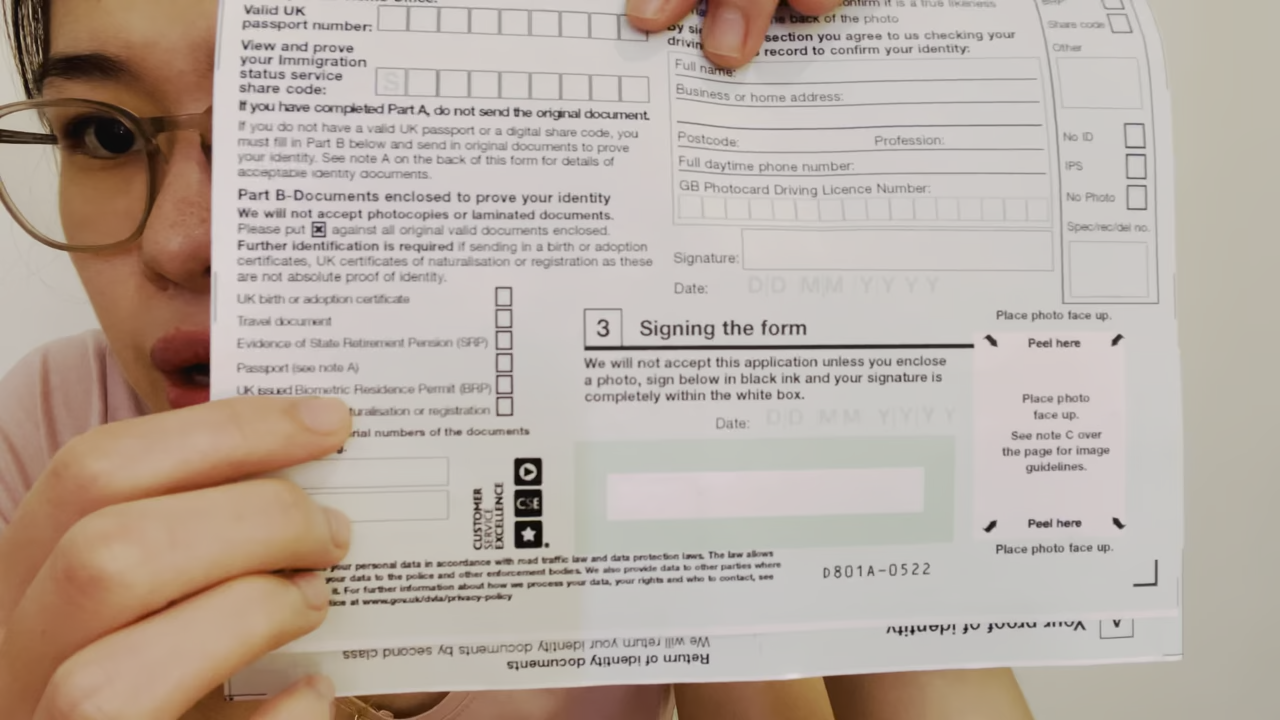 Valid UK
passport number:
View and prove
your Immigration
status service
share code:
S
If you have completed Part A, do not send the original document.
If you do not have a valid UK passport or a digital share code, you
must fill in Part B below and send in original documents to prove
your identity. See note A on the back of this form for details of
acceptable identity documents.
Part B-Documents enclosed to prove your identity
We will not accept photocopies or laminated documents.
Please put x against all original valid documents enclosed.
Further identification is required if sending in a birth or adoption
certificates, UK certificates of naturalisation or registration as these
are not absolute proof of identity.
UK birth or adoption certificate
Travel document
Evidence of State Retirement Pension (SRP)
Passport (see note A)
UK issued Biometric Residence Permit (BRP)
or registration
numbers of the documents
CUSTOMER
SERVICE
EXCELLENCE
CSE
your personal data in accordance with road traffic law and data protection laws. The law allows
your data to the police and other enforcement bodies. We also provide data to other parties where
it. For further information about how we process your data, your rights and who to contact, see
at www.gov.uk/dvla/privacy-policy
it is a true likeness
back of the photo
By section you agree to us checking your
record to confirm your identity:
Full name:
Business or home address:
Postcode: Profession:
Full daytime phone number:
GB Photocard Driving Licence Number:
Signature:
Date: DD MM YYYY
3 Signing the form
We will not accept this application unless you enclose
a photo, sign below in black ink and your signature is
completely within the white box.
Date: DD MM YYYY
D801A-0522
Share code
Other
No ID
IPS
No Photo
Spec/rec/del no.
Place photo face up.
Peel here
Place photo
face up.
See note C over
the page for image
guidelines.
Peel here
Place photo face up.
A Your proof of identity
Return of identity documents
We will return your identity documents by second class